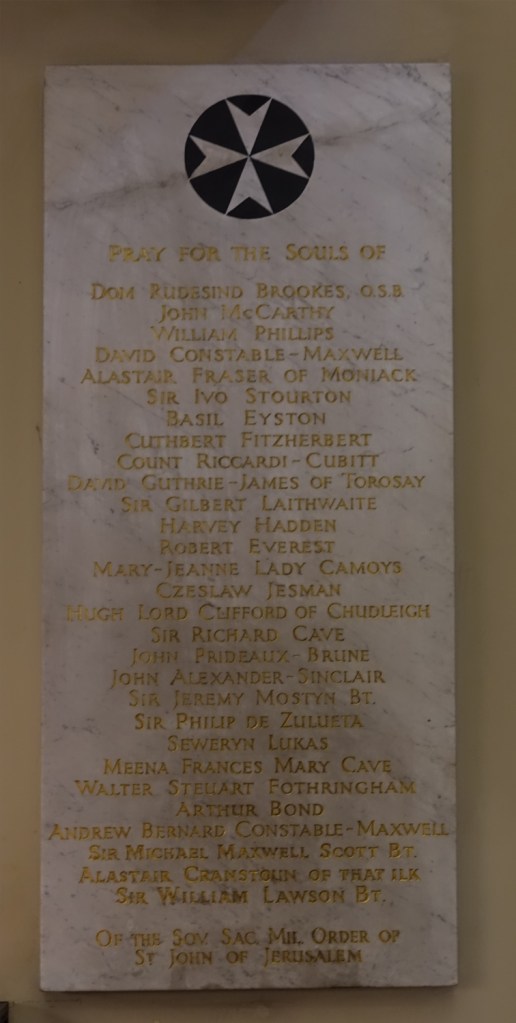 Pray for the Souls of
Dom Rudesind Brookes, O.S.B.
John McCarthy
William Phillips
David Constable-Maxwell
Alastair Fraser of Moniack
Sir Ivo Stourton
Basil Eyston
Cuthbert Fitzherbert
Count Riccardi-Cubitt
David Guthrie-James of Torosay
Sir Gilbert Laithwaite
Harvey Hadden
Robert Everest
Mary-Jeanne Lady Camoys
Czeslaw Jesman
Hugh Lord Clifford of Chudleigh
Sir Richard Cave
John Prideaux-Brune
John Alexander-Sinclair
Sir Jeremy Mostyn Bt.
Sir Philip de Zulueta
Seweryn Lukas
Meena Frances Mary Cave
Walter Steuart Fothringham
Arthur Bond
Andrew Bernard Constable-Maxwell
Sir Michael Maxwell Scott Bt.
Alastair Cranstoun of that Ilk
Sir William Lawson Bt.
Of the Sov. Sac. Mil. Order of
St John of Jerusalem